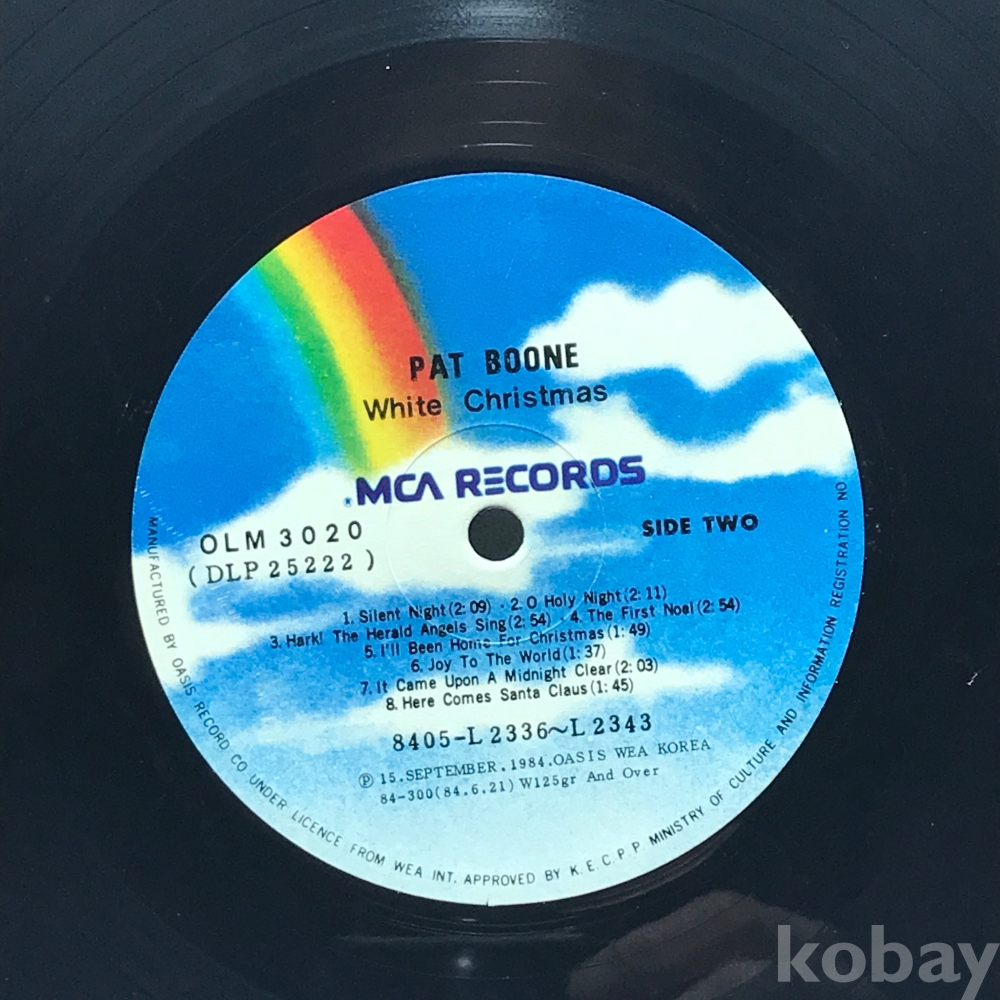 PAT BOONE
White Christmas
MCA RECORDS
OLM 3020
(DLP 25222)
SIDE TWO
1. Silent Night(2: 09) · 2. O Holy Night(2: 11)
3. Hark! The Herald Angels Sing(2: 54) · 4. The First Noel(2: 54)
5. I'll Been Home For Christmas(1: 49)
6. Joy To The World(1: 37)
7. It Came Upon A Midnight Clear(2: 03)
8. Here Comes Santa Claus(1: 45)
8405-L 2336~L 2343
℗ 15.SEPTEMBER.1984.OASIS WEA KOREA
84-300(84.6.21) W125gr And Over
MANUFACTURED BY OASIS RECORD CO UNDER LICENCE FROM WEA INT. APPROVED BY K.E.C.P.P MINISTRY OF CULTURE AND INFORMATION REGISTRATION NO
kobay